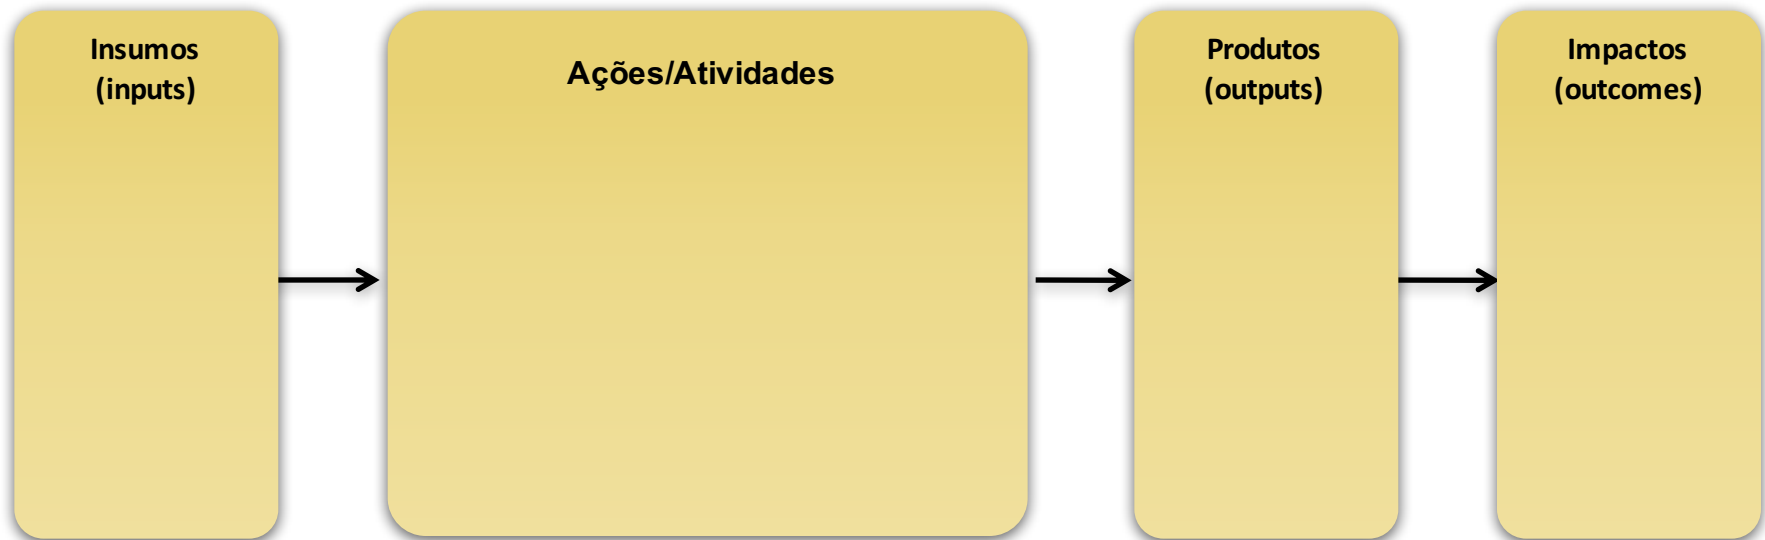 Insumos
(inputs)
Ações/Atividades
Produtos
(outputs)
Impactos
(outcomes)